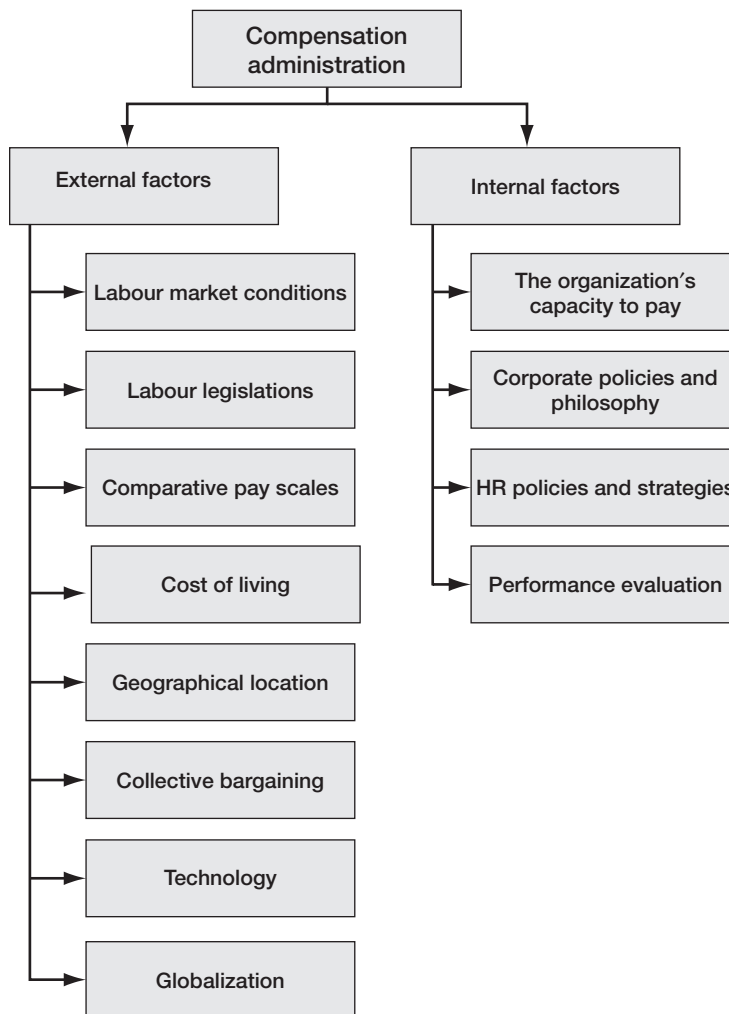 Compensation
administration
External factors
Labour market conditions
Labour legislations
Comparative pay scales
Cost of living
Geographical location
Collective bargaining
Technology
Globalization
Internal factors
The organization′s
capacity to pay
Corporate policies and
philosophy
HR policies and strategies
Performance evaluation